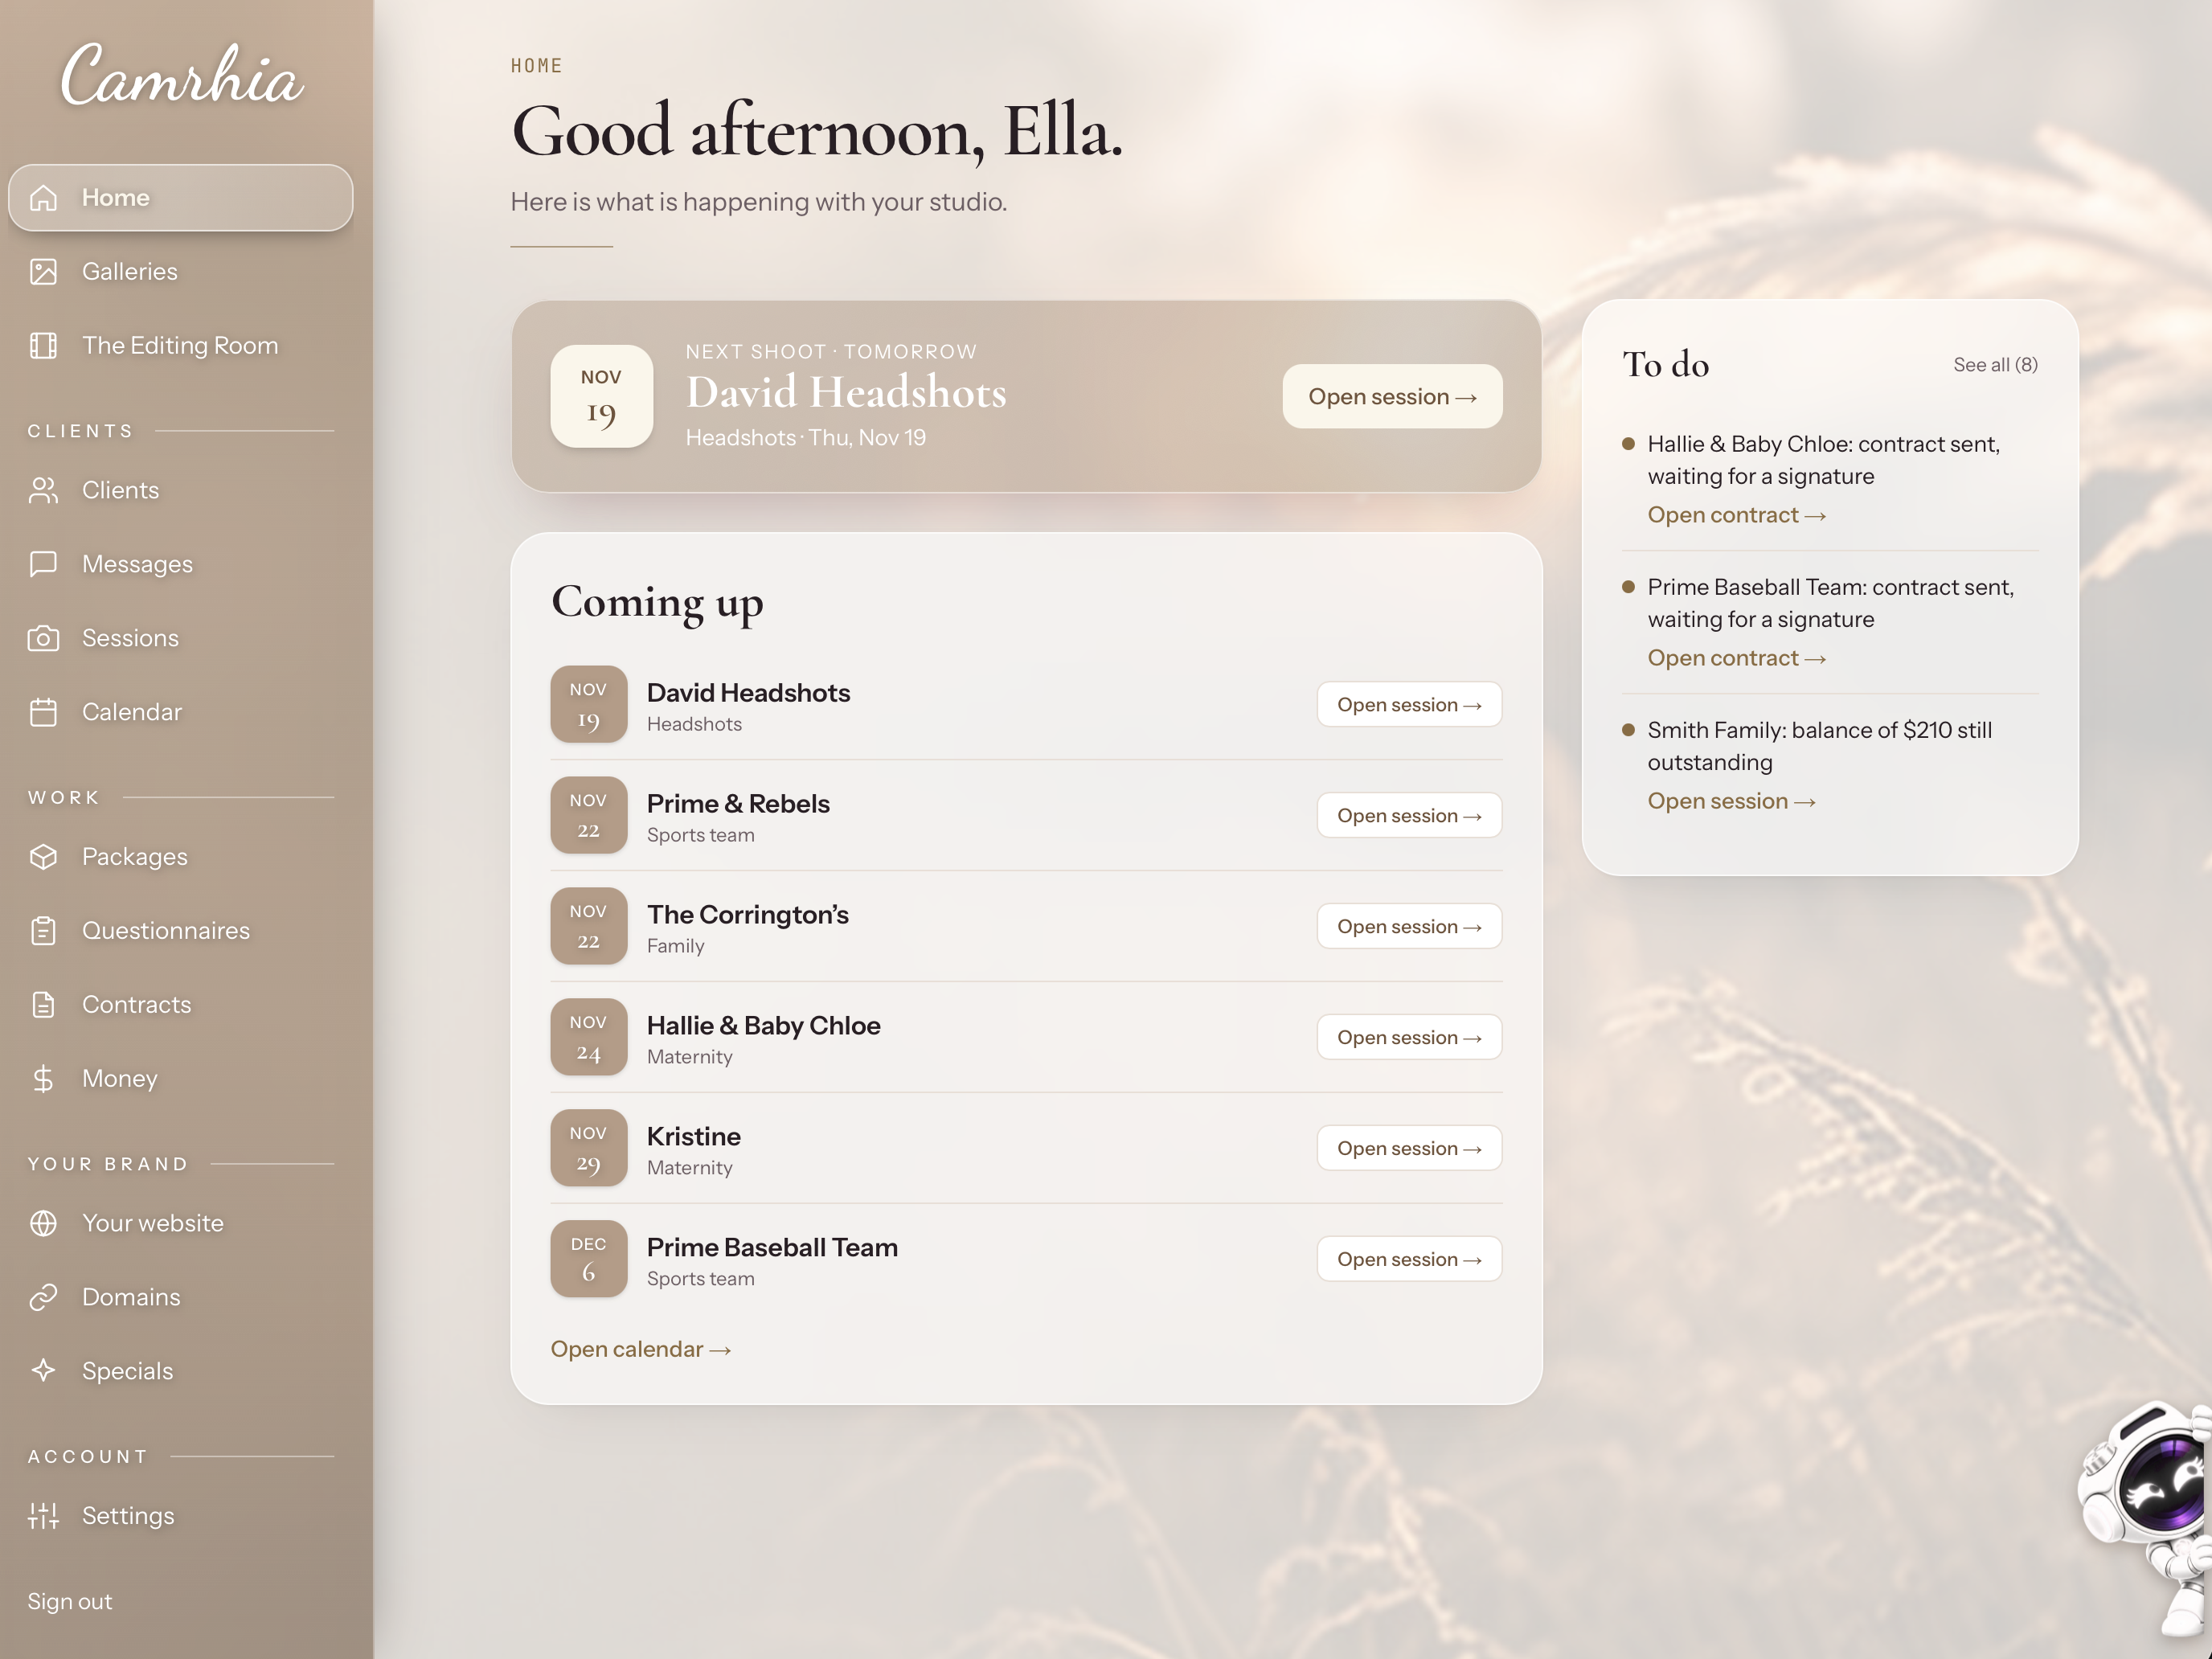 Camrhia
Home
Galleries
The Editing Room
CLIENTS
Clients
Messages
Sessions
Calendar
WORK
Packages
Questionnaires
Contracts
Money
YOUR BRAND
Your website
Domains
Specials
ACCOUNT
Settings
Sign out
HOME
Good afternoon, Ella.
Here is what is happening with your studio.
NOV
19
NEXT SHOOT · TOMORROW
David Headshots
Headshots · Thu, Nov 19
Open session →
Coming up
NOV
19
David Headshots
Headshots
Open session →
NOV
22
Prime & Rebels
Sports team
Open session →
NOV
22
The Corrington’s
Family
Open session →
NOV
24
Hallie & Baby Chloe
Maternity
Open session →
NOV
29
Kristine
Maternity
Open session →
DEC
6
Prime Baseball Team
Sports team
Open session →
Open calendar →
To do
See all (8)
Hallie & Baby Chloe: contract sent,
waiting for a signature
Open contract →
Prime Baseball Team: contract sent,
waiting for a signature
Open contract →
Smith Family: balance of $210 still
outstanding
Open session →